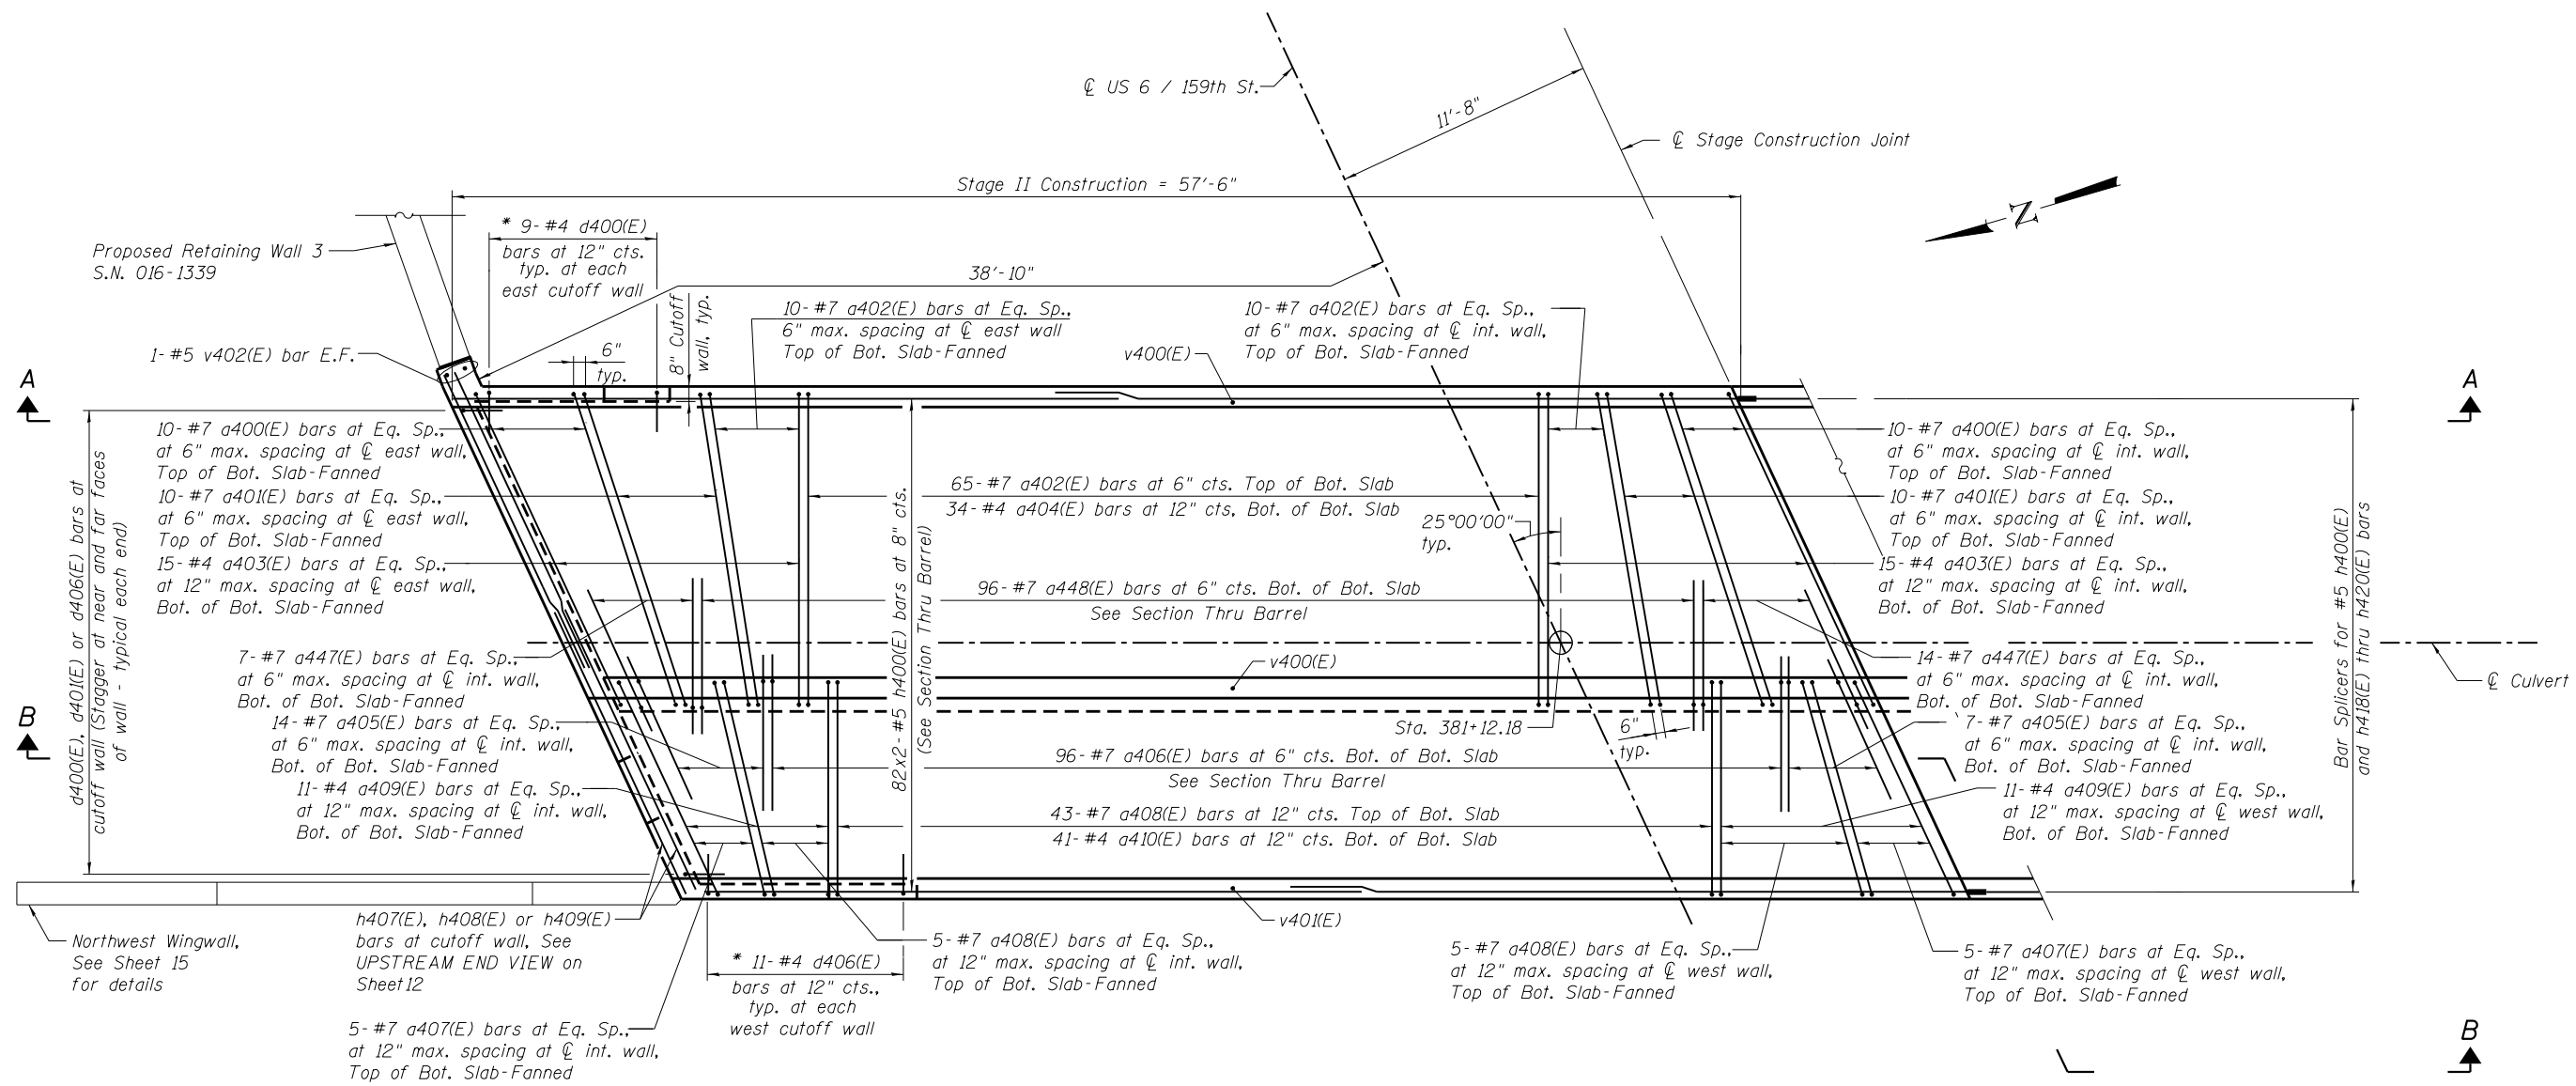 ℄ US 6 / 159th St.
11'-8"
℄ Stage Construction Joint
Stage II Construction = 57'-6"
N
* 9-#4 d400(E)
bars at 12" cts.
typ. at each
east cutoff wall
Proposed Retaining Wall 3
S.N. 016-1339
38'-10"
8" Cutoff
wall, typ.
10-#7 a402(E) bars at Eq. Sp.,
6" max. spacing at ℄ east wall
Top of Bot. Slab-Fanned
10-#7 a402(E) bars at Eq. Sp.,
at 6" max. spacing at ℄ int. wall,
Top of Bot. Slab-Fanned
1-#5 v402(E) bar E.F.
6"
typ.
v400(E)
A
A
10-#7 a400(E) bars at Eq. Sp.,
at 6" max. spacing at ℄ east wall,
Top of Bot. Slab-Fanned
10-#7 a401(E) bars at Eq. Sp.,
at 6" max. spacing at ℄ east wall,
Top of Bot. Slab-Fanned
15-#4 a403(E) bars at Eq. Sp.,
at 12" max. spacing at ℄ east wall,
Bot. of Bot. Slab-Fanned
d400(E), d401(E) or d406(E) bars at
cutoff wall (Stagger at near and far faces
of wall - typical each end)
65-#7 a402(E) bars at 6" cts. Top of Bot. Slab
34-#4 a404(E) bars at 12" cts, Bot. of Bot. Slab
25°00'00"
typ.
10-#7 a400(E) bars at Eq. Sp.,
at 6" max. spacing at ℄ int. wall,
Top of Bot. Slab-Fanned
10-#7 a401(E) bars at Eq. Sp.,
at 6" max. spacing at ℄ int. wall,
Top of Bot. Slab-Fanned
15-#4 a403(E) bars at Eq. Sp.,
at 12" max. spacing at ℄ int. wall,
Bot. of Bot. Slab-Fanned
96-#7 a448(E) bars at 6" cts. Bot. of Bot. Slab
See Section Thru Barrel
82x2-#5 h400(E) bars at 8" cts.
(See Section Thru Barrel)
Bar Splicers for #5 h400(E)
and h418(E) thru h420(E) bars
7-#7 a447(E) bars at Eq. Sp.,
at 6" max. spacing at ℄ int. wall,
Bot. of Bot. Slab-Fanned
v400(E)
14-#7 a447(E) bars at Eq. Sp.,
at 6" max. spacing at ℄ int. wall,
Bot. of Bot. Slab-Fanned
℄ Culvert
B
14-#7 a405(E) bars at Eq. Sp.,
at 6" max. spacing at ℄ int. wall,
Bot. of Bot. Slab-Fanned
Sta. 381+12.18
6"
typ.
7-#7 a405(E) bars at Eq. Sp.,
at 6" max. spacing at ℄ int. wall,
Bot. of Bot. Slab-Fanned
96-#7 a406(E) bars at 6" cts. Bot. of Bot. Slab
See Section Thru Barrel
11-#4 a409(E) bars at Eq. Sp.,
at 12" max. spacing at ℄ int. wall,
Bot. of Bot. Slab-Fanned
43-#7 a408(E) bars at 12" cts. Top of Bot. Slab
41-#4 a410(E) bars at 12" cts. Bot. of Bot. Slab
11-#4 a409(E) bars at Eq. Sp.,
at 12" max. spacing at ℄ west wall,
Bot. of Bot. Slab-Fanned
Northwest Wingwall,
See Sheet 15
for details
h407(E), h408(E) or h409(E)
bars at cutoff wall, See
UPSTREAM END VIEW on
Sheet 12
v401(E)
* 11-#4 d406(E)
bars at 12" cts.,
typ. at each
west cutoff wall
5-#7 a408(E) bars at Eq. Sp.,
at 12" max. spacing at ℄ int. wall,
Top of Bot. Slab-Fanned
5-#7 a408(E) bars at Eq. Sp.,
at 12" max. spacing at ℄ west wall,
Top of Bot. Slab-Fanned
5-#7 a407(E) bars at Eq. Sp.,
at 12" max. spacing at ℄ west wall,
Top of Bot. Slab-Fanned
5-#7 a407(E) bars at Eq. Sp.,
at 12" max. spacing at ℄ int. wall,
Top of Bot. Slab-Fanned
B